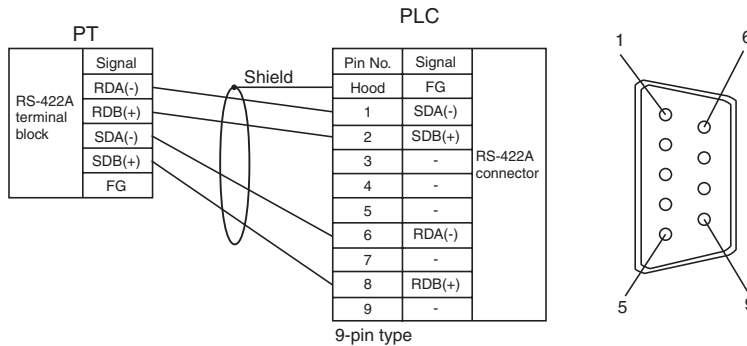 PT
RS-422A
terminal
block
Signal
RDA(-)
RDB(+)
SDA(-)
SDB(+)
FG
Shield
PLC
Pin No. Signal
Hood FG
1 SDA(-)
2 SDB(+)
3 -
4 -
5 -
6 RDA(-)
7 -
8 RDB(+)
9 -
RS-422A
connector
9-pin type
1 6
5 9